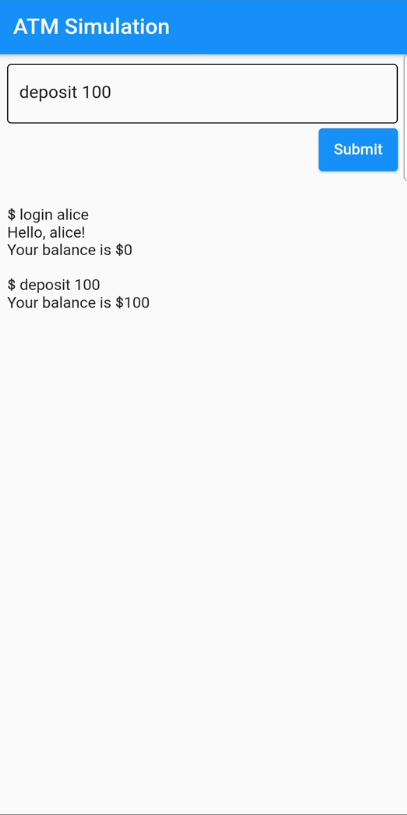 ATM Simulation
deposit 100
Submit
$ login alice
Hello, alice!
Your balance is $0
$ deposit 100
Your balance is $100